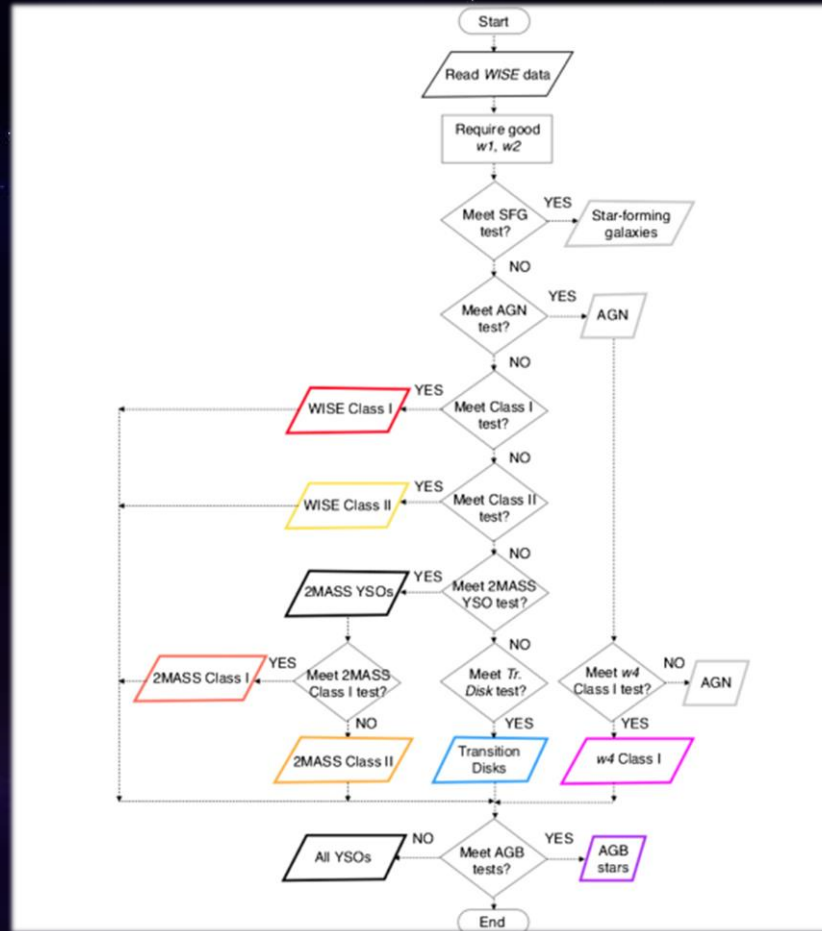 Start
Read WISE data
Require good
w1, w2
Meet SFG
test?
YES
Star-forming
galaxies
NO
Meet AGN
test?
YES
AGN
NO
Meet Class I
test?
YES
WISE Class I
NO
Meet Class II
test?
YES
WISE Class II
NO
Meet 2MASS
YSO test?
YES
2MASS YSOs
NO
Meet 2MASS
Class I test?
YES
2MASS Class I
NO
2MASS Class II
Meet Tr.
Disk test?
YES
Transition
Disks
Meet w4
Class I test?
NO
AGN
YES
w4 Class I
Meet AGB
tests?
NO
All YSOs
YES
AGB
stars
End